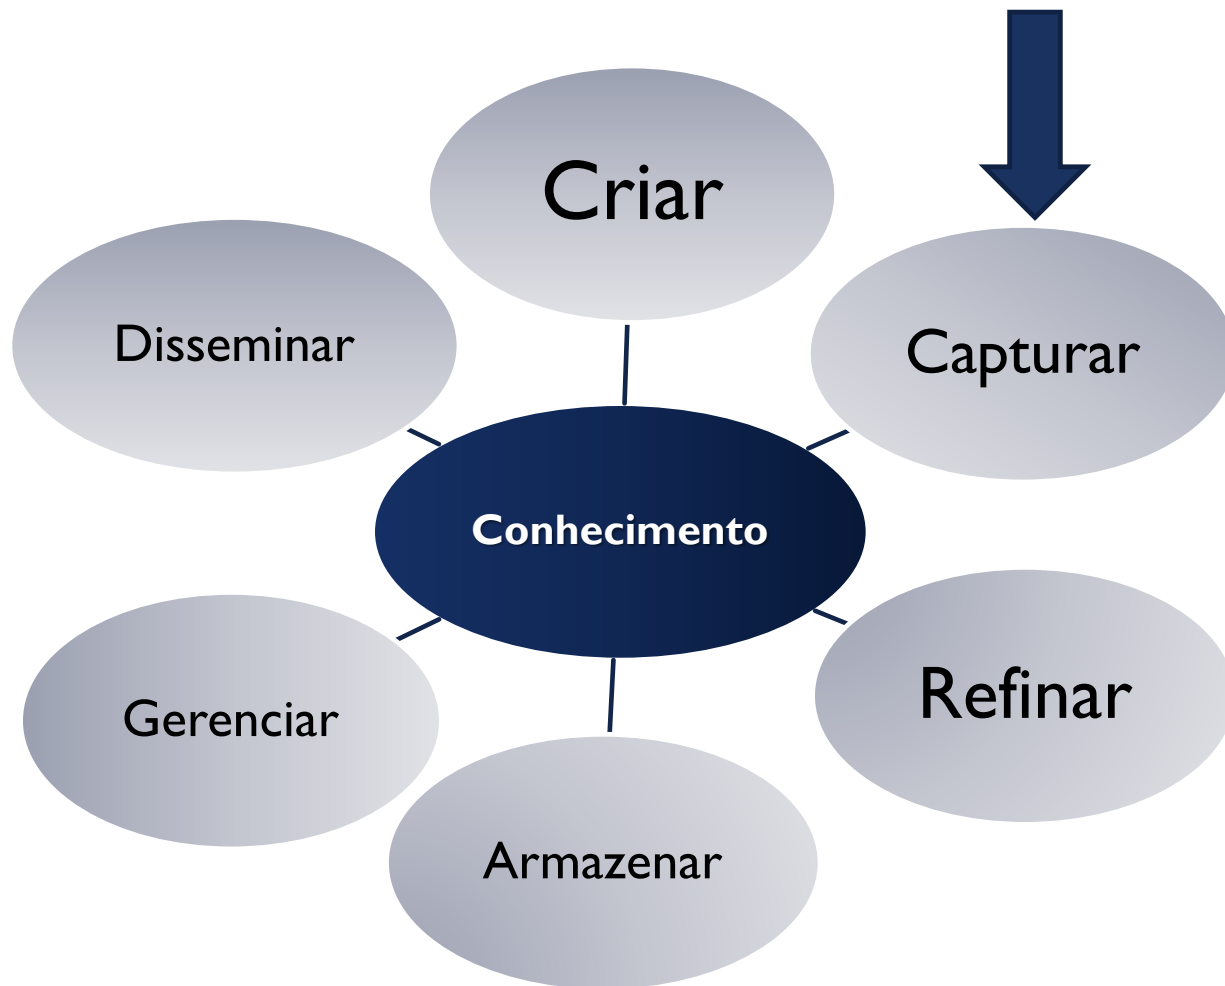 Criar
Disseminar
Capturar
Conhecimento
Refinar
Gerenciar
Armazenar